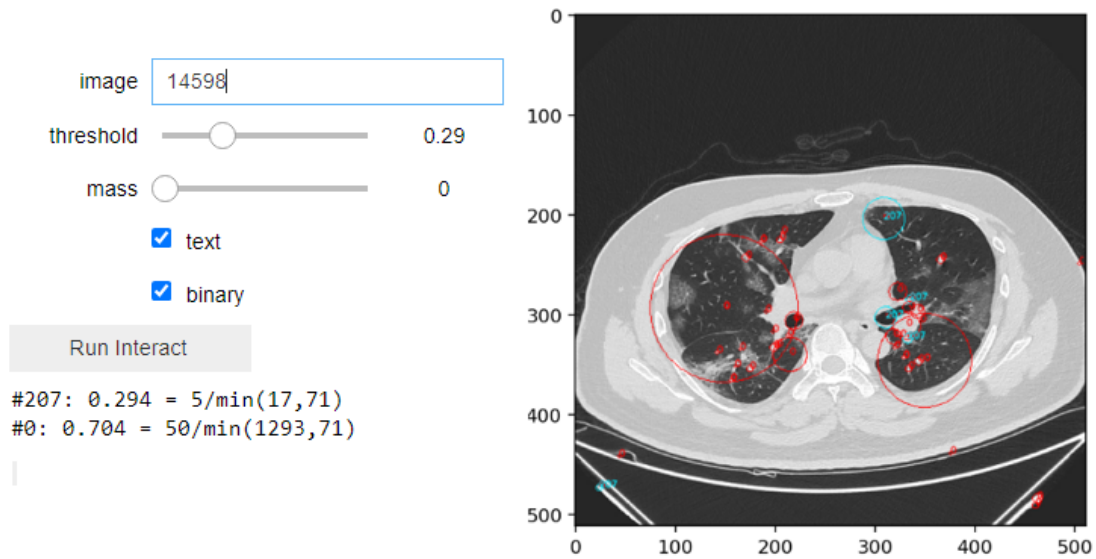 image 14598
threshold 0.29
mass 0
text
binary
Run Interact
#207: 0.294 = 5/min(17,71)
#0: 0.704 = 50/min(1293,71)
0
100
200
300
400
500
0 100 200 300 400 500
207
207
207